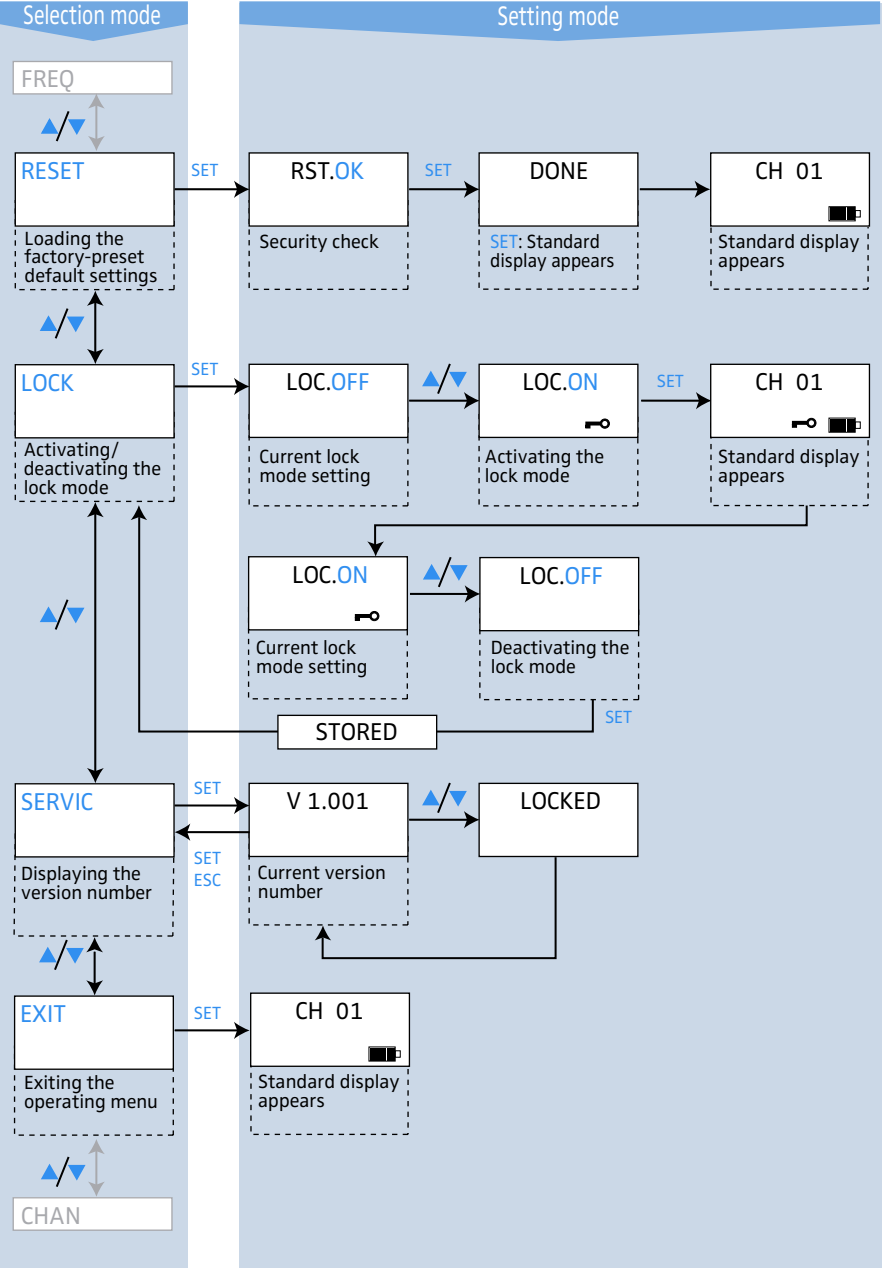 Selection mode
Setting mode
FREQ
RESET
SET
RST.OK
SET
DONE
CH 01
Loading the
factory-preset
default settings
Security check
SET: Standard
display appears
Standard display
appears
LOCK
SET
LOC.OFF
LOC.ON
SET
CH 01
Activating/
deactivating the
lock mode
Current lock
mode setting
Activating the
lock mode
Standard display
appears
LOC.ON
LOC.OFF
Current lock
mode setting
Deactivating the
lock mode
SET
STORED
SERVIC
SET
SET
ESC
V 1.001
LOCKED
Displaying the
version number
Current version
number
EXIT
SET
CH 01
Exiting the
operating menu
Standard display
appears
CHAN